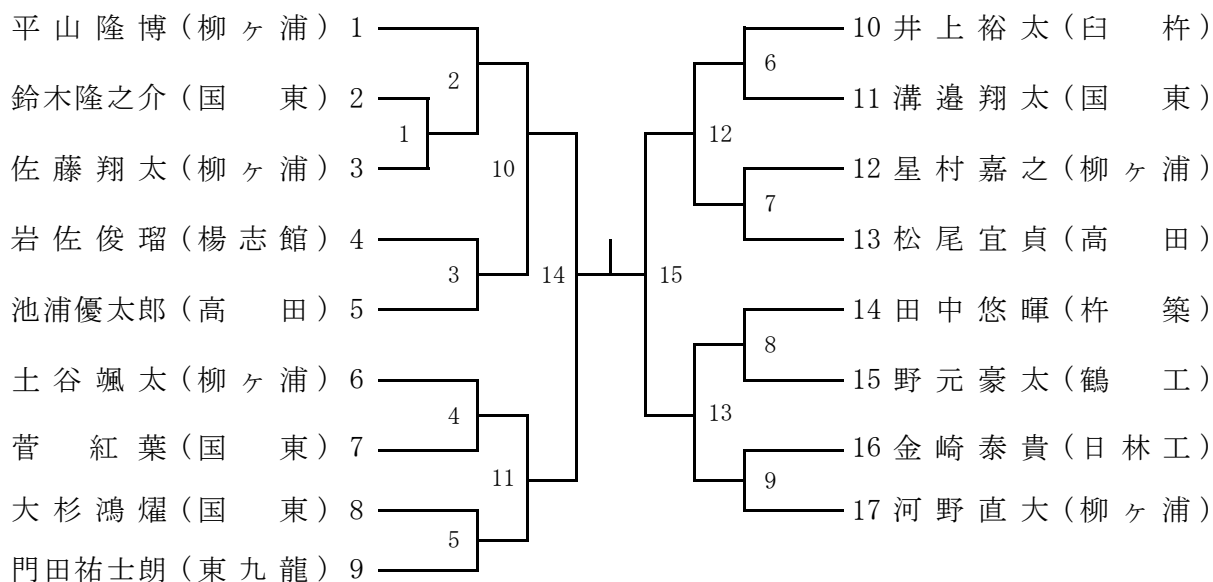 平山隆博(柳ヶ浦) 1
鈴木隆之介(国 東) 2
佐藤翔太(柳ヶ浦) 3
岩佐俊瑠(楊志館) 4
池浦優太郎(高 田) 5
土谷颯太(柳ヶ浦) 6
菅 紅葉(国 東) 7
大杉鴻燿(国 東) 8
門田祐士朗(東九龍) 9
2
1
10
3
14
4
11
5
15
12
6
7
13
8
9
10 井上裕太(臼 杵)
11 溝邉翔太(国 東)
12 星村嘉之(柳ヶ浦)
13 松尾宜貞(高 田)
14 田中悠暉(杵 築)
15 野元豪太(鶴 工)
16 金崎泰貴(日林工)
17 河野直大(柳ヶ浦)